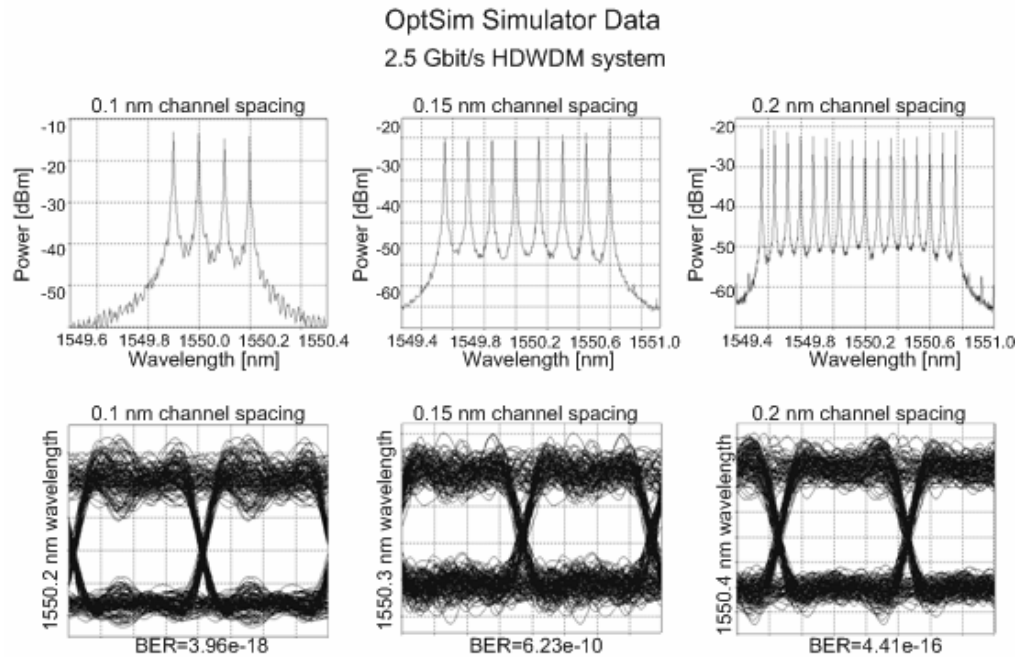 OptSim Simulator Data
2.5 Gbit/s HDWDM system
0.1 nm channel spacing
0.15 nm channel spacing
0.2 nm channel spacing
Power [dBm]
-10
-20
-30
-40
-50
1549.6 1549.8 1550.0 1550.2 1550.4
Wavelength [nm]
Power [dBm]
-20
-30
-40
-50
-60
1549.4 1549.8 1550.2 1550.6 1551.0
Wavelength [nm]
Power [dBm]
-20
-30
-40
-50
-60
1549.4 1549.8 1550.2 1550.6 1551.0
Wavelength [nm]
0.1 nm channel spacing
0.15 nm channel spacing
0.2 nm channel spacing
1550.2 nm wavelength
1550.3 nm wavelength
1550.4 nm wavelength
BER=3.96e-18
BER=6.23e-10
BER=4.41e-16